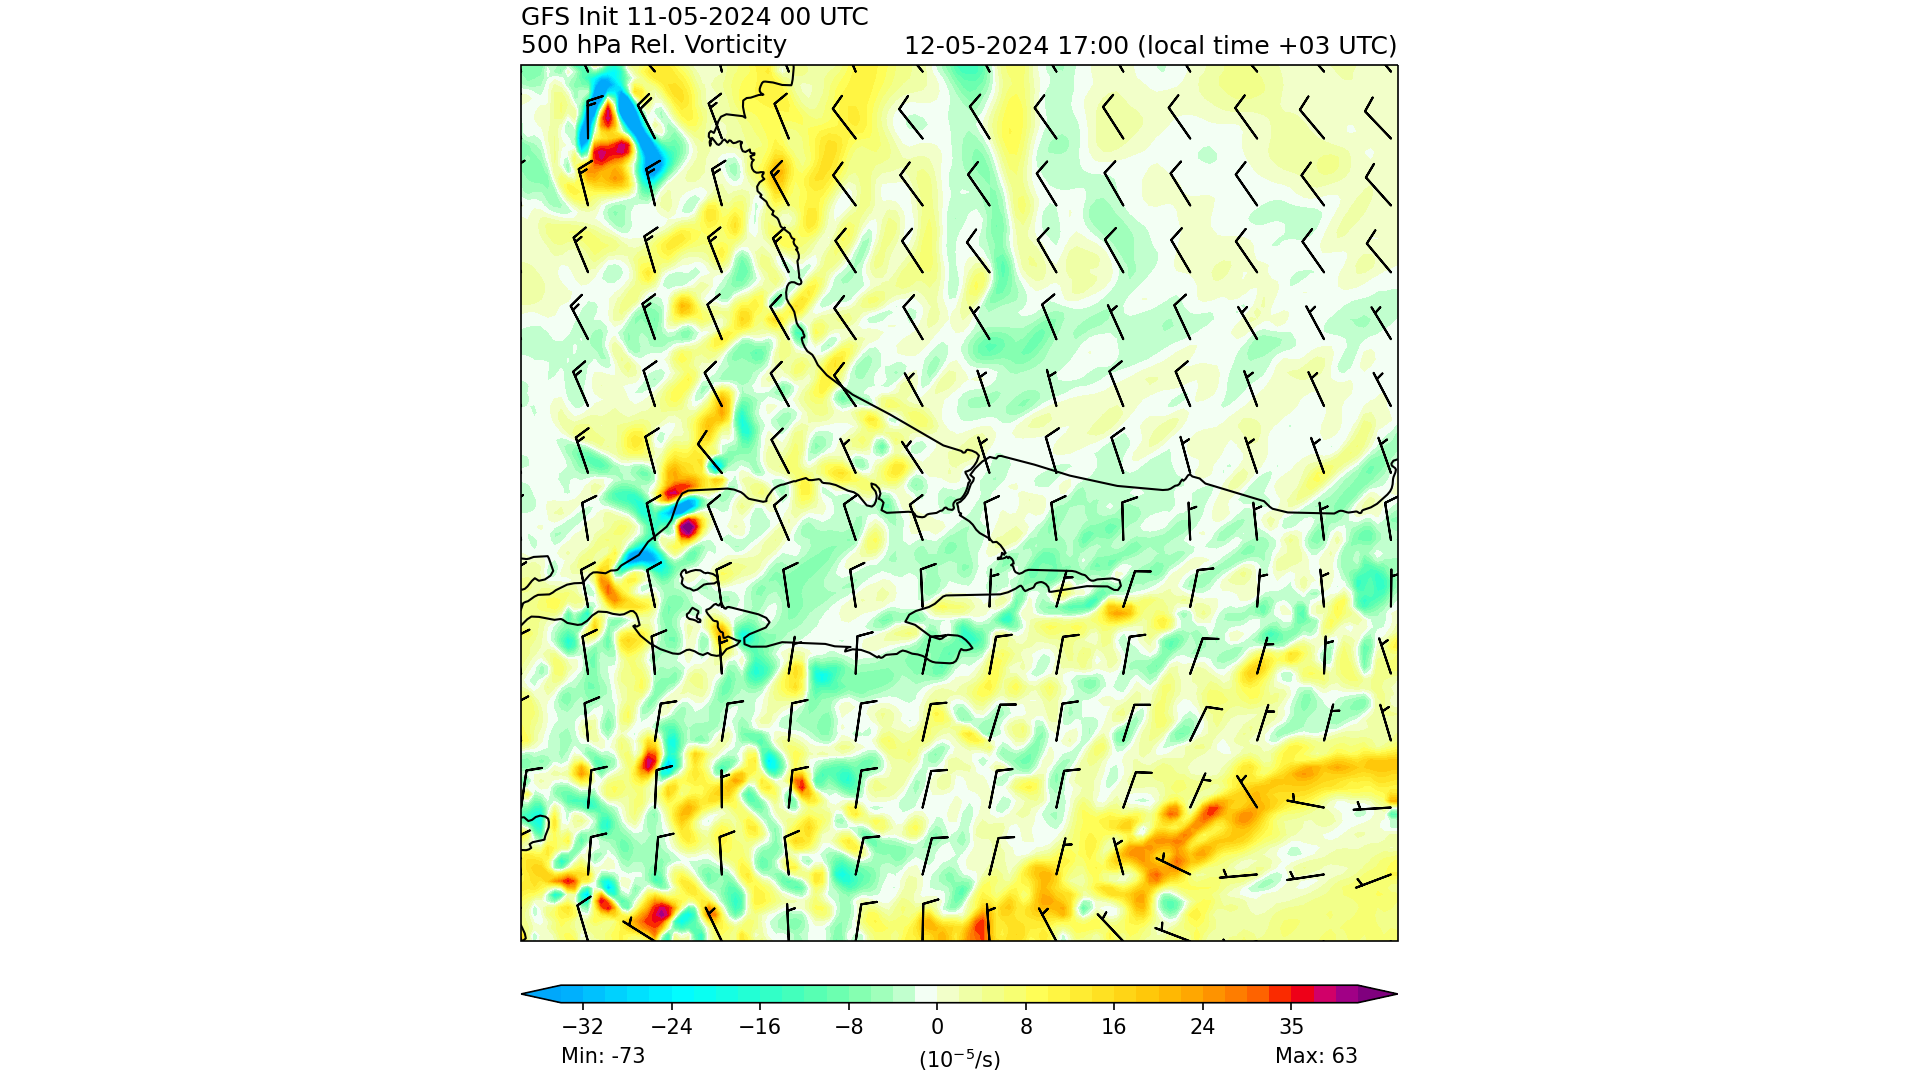 GFS Init 11-05-2024 00 UTC
500 hPa Rel. Vorticity
12-05-2024 17:00 (local time +03 UTC)
−32 −24 −16 −8 0 8 16 24 35
Min: -73
(10⁻⁵/s)
Max: 63